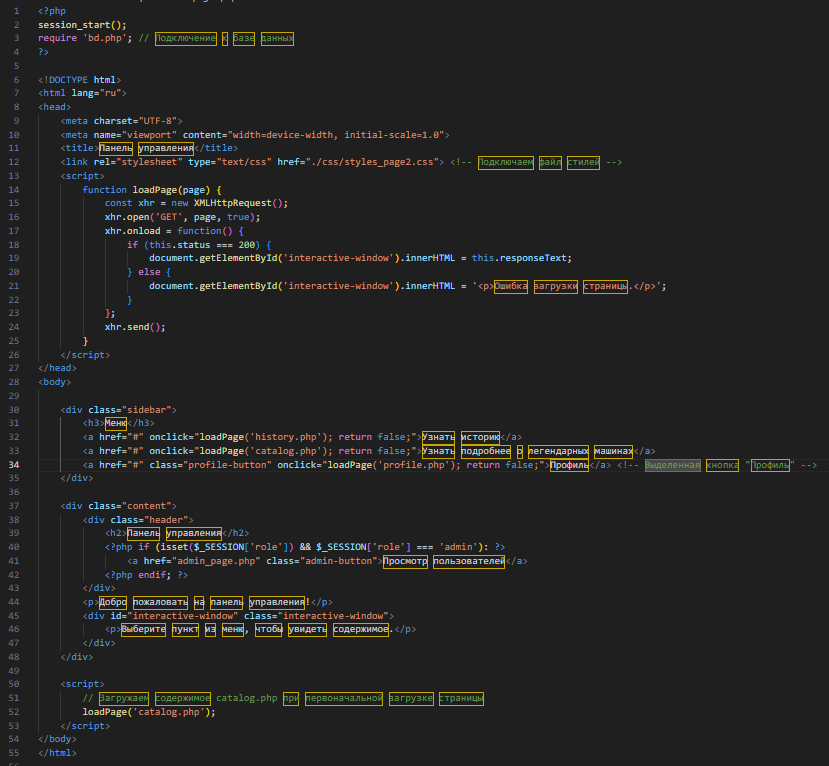 1 <?php
2 session_start();
3 require 'bd.php'; // Подключение к базе данных
4 ?>
5
6 <!DOCTYPE html>
7 <html lang="ru">
8 <head>
9 <meta charset="UTF-8">
10 <meta name="viewport" content="width=device-width, initial-scale=1.0">
11 <title>Панель управления</title>
12 <link rel="stylesheet" type="text/css" href="./css/styles_page2.css"> <!-- Подключаем файл стилей -->
13 <script>
14 function loadPage(page) {
15 const xhr = new XMLHttpRequest();
16 xhr.open('GET', page, true);
17 xhr.onload = function() {
18 if (this.status === 200) {
19 document.getElementById('interactive-window').innerHTML = this.responseText;
20 } else {
21 document.getElementById('interactive-window').innerHTML = '<p>Ошибка загрузки страницы.</p>';
22 }
23 };
24 xhr.send();
25 }
26 </script>
27 </head>
28 <body>
29
30 <div class="sidebar">
31 <h3>Меню</h3>
32 <a href="#" onclick="loadPage('history.php'); return false;">Узнать историю</a>
33 <a href="#" onclick="loadPage('catalog.php'); return false;">Узнать подробнее о легендарных машинах</a>
34 <a href="#" class="profile-button" onclick="loadPage('profile.php'); return false;">Профиль</a> <!-- Выделенная кнопка "Профиль" -->
35 </div>
36
37 <div class="content">
38 <div class="header">
39 <h2>Панель управления</h2>
40 <?php if (isset($_SESSION['role']) && $_SESSION['role'] === 'admin'): ?>
41 <a href="admin_page.php" class="admin-button">Просмотр пользователей</a>
42 <?php endif; ?>
43 </div>
44 <p>Добро пожаловать на панель управления!</p>
45 <div id="interactive-window" class="interactive-window">
46 <p>Выберите пункт из меню, чтобы увидеть содержимое.</p>
47 </div>
48 </div>
49
50 <script>
51 // Загружаем содержимое catalog.php при первоначальной загрузке страницы
52 loadPage('catalog.php');
53 </script>
54 </body>
55 </html>